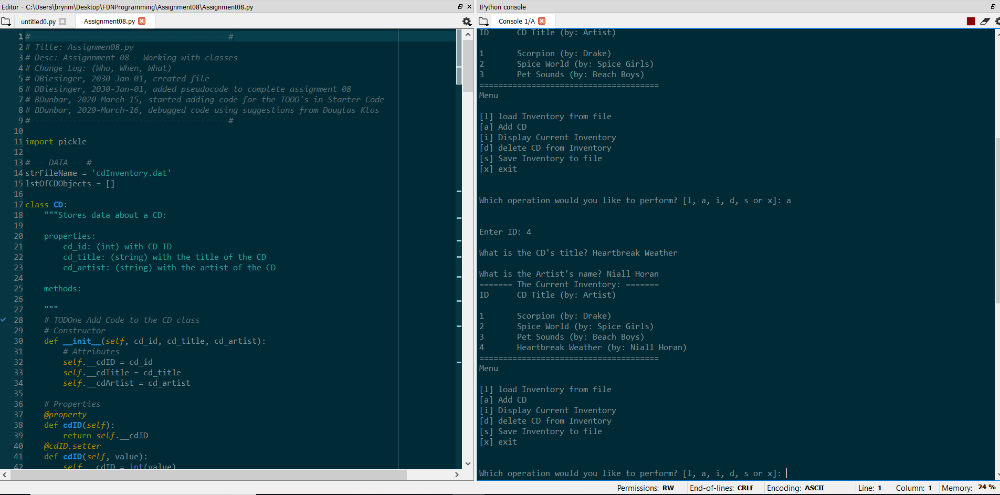 Editor - C:\Users\brynm\Desktop\FDNProgramming\Assignment08\Assignment08.py
untitled0.py
Assignment08.py
1 #------------------------------------------#
2 # Title: Assignmen08.py
3 # Desc: Assignnment 08 - Working with classes
4 # Change Log: (Who, When, What)
5 # DBiesinger, 2030-Jan-01, created file
6 # DBiesinger, 2030-Jan-01, added pseudocode to complete assignment 08
7 # BDunbar, 2020-March-15, started adding code for the TODO's in Starter Code
8 # BDunbar, 2020-March-16, debugged code using suggestions from Douglas Klos
9 #------------------------------------------#
10
11 import pickle
12
13 # -- DATA -- #
14 strFileName = 'cdInventory.dat'
15 lstOfCDObjects = []
16
17 class CD:
18     """Stores data about a CD:
19
20     properties:
21         cd_id: (int) with CD ID
22         cd_title: (string) with the title of the CD
23         cd_artist: (string) with the artist of the CD
24
25     methods:
26
27     """
28     # TODOne Add Code to the CD class
29     # Constructor
30     def __init__(self, cd_id, cd_title, cd_artist):
31         # Attributes
32         self.__cdID = cd_id
33         self.__cdTitle = cd_title
34         self.__cdArtist = cd_artist
35
36     # Properties
37     @property
38     def cdID(self):
39         return self.__cdID
40     @cdID.setter
41     def cdID(self, value):
42         self.__cdID = int(value)
IPython console
Console 1/A
ID      CD Title (by: Artist)
1       Scorpion (by: Drake)
2       Spice World (by: Spice Girls)
3       Pet Sounds (by: Beach Boys)
======================================
Menu
[l] load Inventory from file
[a] Add CD
[i] Display Current Inventory
[d] delete CD from Inventory
[s] Save Inventory to file
[x] exit
Which operation would you like to perform? [l, a, i, d, s or x]: a
Enter ID: 4
What is the CD's title? Heartbreak Weather
What is the Artist's name? Niall Horan
======= The Current Inventory: =======
ID      CD Title (by: Artist)
1       Scorpion (by: Drake)
2       Spice World (by: Spice Girls)
3       Pet Sounds (by: Beach Boys)
4       Heartbreak Weather (by: Niall Horan)
======================================
Menu
[l] load Inventory from file
[a] Add CD
[i] Display Current Inventory
[d] delete CD from Inventory
[s] Save Inventory to file
[x] exit
Which operation would you like to perform? [l, a, i, d, s or x]:
Permissions: RW End-of-lines: CRLF Encoding: ASCII Line: 1 Column: 1 Memory: 24 %